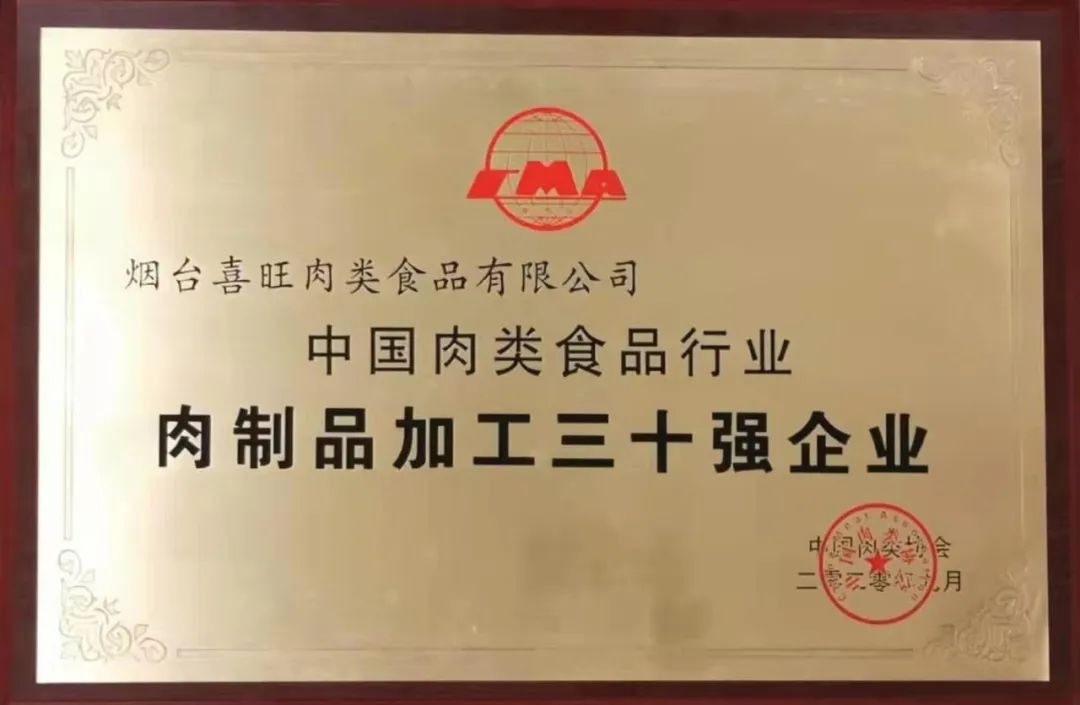 CMA
烟台喜旺肉类食品有限公司
中国肉类食品行业
肉制品加工三十强企业
中国肉类协会